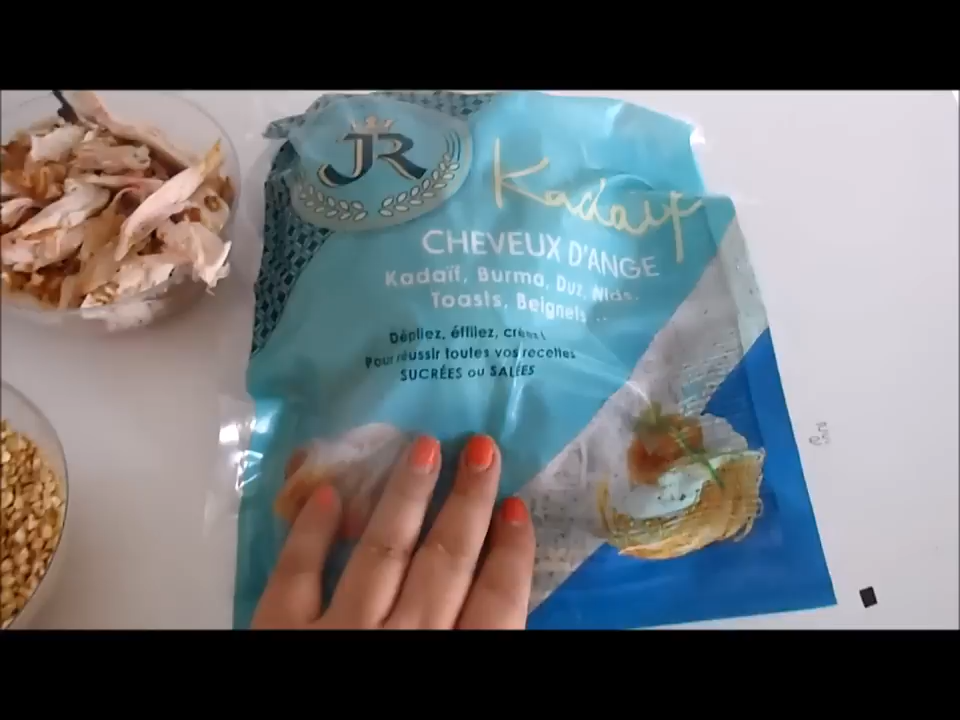 JR
Kadayf
CHEVEUX D'ANGE
Kadaïf, Burma, Duz, Nids,
Toasts, Beignets ...
Dépliez, éffilez, créez !
Pour réussir toutes vos recettes
SUCRÉES ou SALÉES